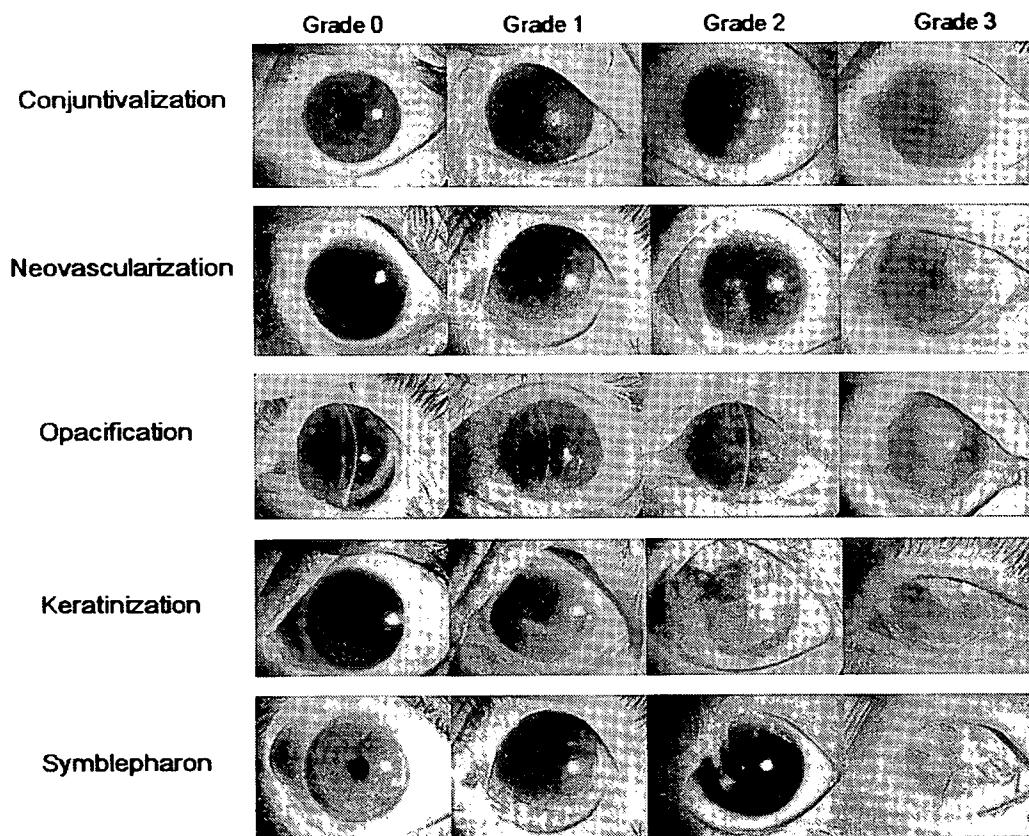 Grade 0 Grade 1 Grade 2 Grade 3
Conjuntivalization
Neovascularization
Opacification
Keratinization
Symblepharon